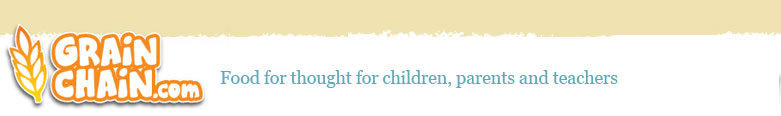 GRAIN
CHAIN.com
Food for thought for children, parents and teachers